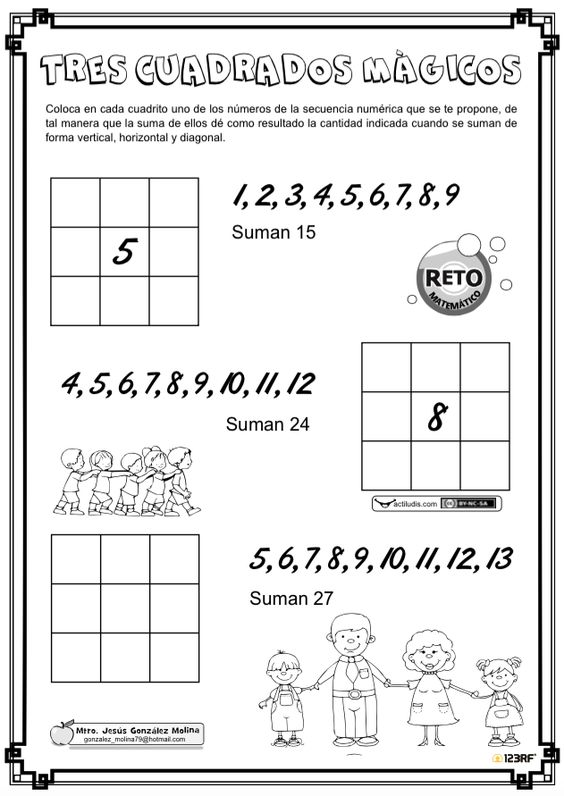 TRES CUADRADOS MÀGICOS
Coloca en cada cuadrito uno de los números de la secuencia numérica que se te propone, de
tal manera que la suma de ellos dé como resultado la cantidad indicada cuando se suman de
forma vertical, horizontal y diagonal.
1, 2, 3, 4, 5, 6, 7, 8, 9
Suman 15
5
RETO
MATEMÁTICO
4, 5, 6, 7, 8, 9, 10, 11, 12
Suman 24
8
actiludis.com cc BY-NC-SA
5, 6, 7, 8, 9, 10, 11, 12, 13
Suman 27
Mtro. Jesús González Molina
gonzalez_molina79@hotmail.com
123RF